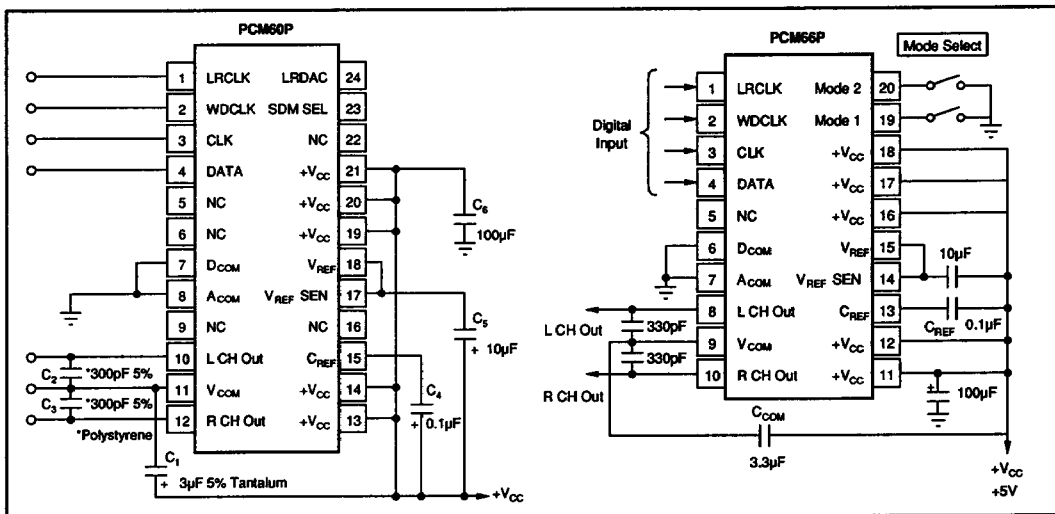 PCM60P
1 LRCLK LRDAC 24
2 WDCLK SDM SEL 23
3 CLK NC 22
4 DATA +VCC 21
5 NC +VCC 20
6 NC +VCC 19
7 DCOM VREF 18
8 ACOM VREF SEN 17
9 NC NC 16
10 L CH Out CREF 15
11 VCOM +VCC 14
12 R CH Out +VCC 13
C6
100µF
C5
+ 10µF
C4
+ 0.1µF
C2 *300pF 5%
C3 *300pF 5%
*Polystyrene
C1
+ 3µF 5% Tantalum
+VCC
PCM66P
Mode Select
Digital
Input
1 LRCLK Mode 2 20
2 WDCLK Mode 1 19
3 CLK +VCC 18
4 DATA +VCC 17
5 NC +VCC 16
6 DCOM VREF 15
7 ACOM VREF SEN 14
8 L CH Out CREF 13
9 VCOM +VCC 12
10 R CH Out +VCC 11
10µF
CREF 0.1µF
L CH Out
330pF
330pF
R CH Out
+
100µF
CCOM
3.3µF
+VCC
+5V